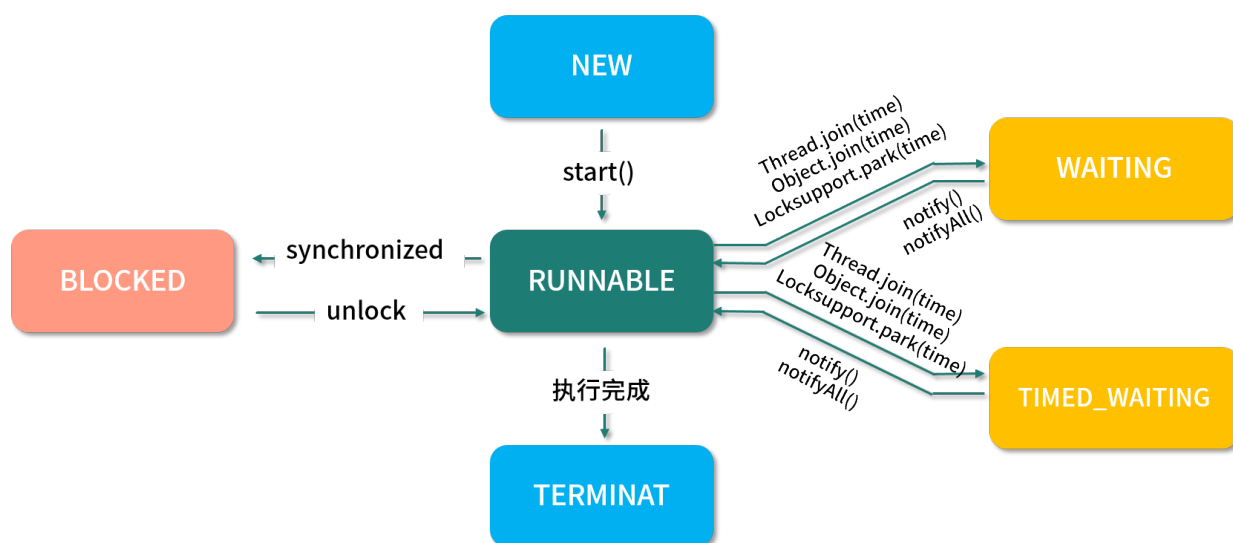 NEW
start()
Thread.join(time)
Object.join(time)
Locksupport.park(time)
WAITING
notify()
notifyAll()
synchronized
BLOCKED
RUNNABLE
unlock
Thread.join(time)
Object.join(time)
Locksupport.park(time)
notify()
notifyAll()
TIMED_WAITING
执行完成
TERMINAT